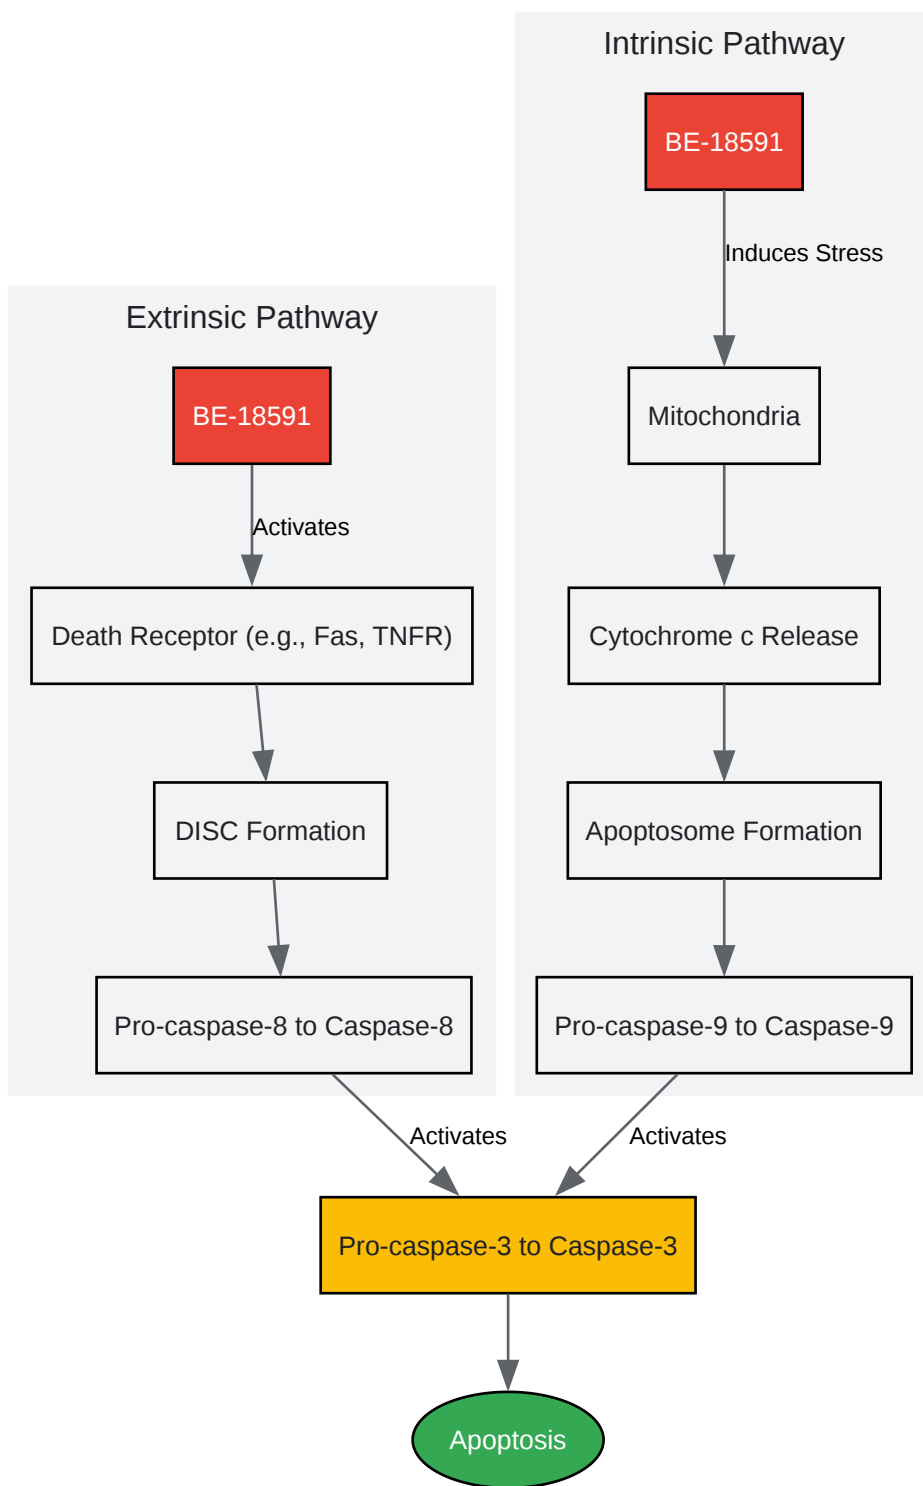 Intrinsic Pathway
BE-18591
Induces Stress
Extrinsic Pathway
BE-18591
Mitochondria
Activates
Death Receptor (e.g., Fas, TNFR)
Cytochrome c Release
DISC Formation
Apoptosome Formation
Pro-caspase-8 to Caspase-8
Pro-caspase-9 to Caspase-9
Activates
Activates
Pro-caspase-3 to Caspase-3
Apoptosis